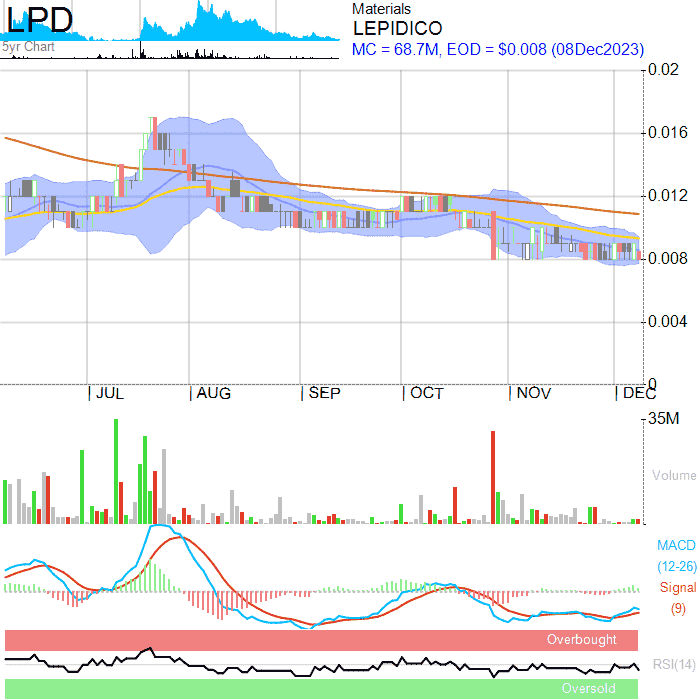 LPD
5yr Chart
Materials
LEPIDICO
MC = 68.7M, EOD = $0.008 (08Dec2023)
0.02
0.016
0.012
0.008
0.004
0
JUL AUG SEP OCT NOV DEC
35M
Volume
MACD
(12-26)
Signal
(9)
Overbought
RSI(14)
Oversold